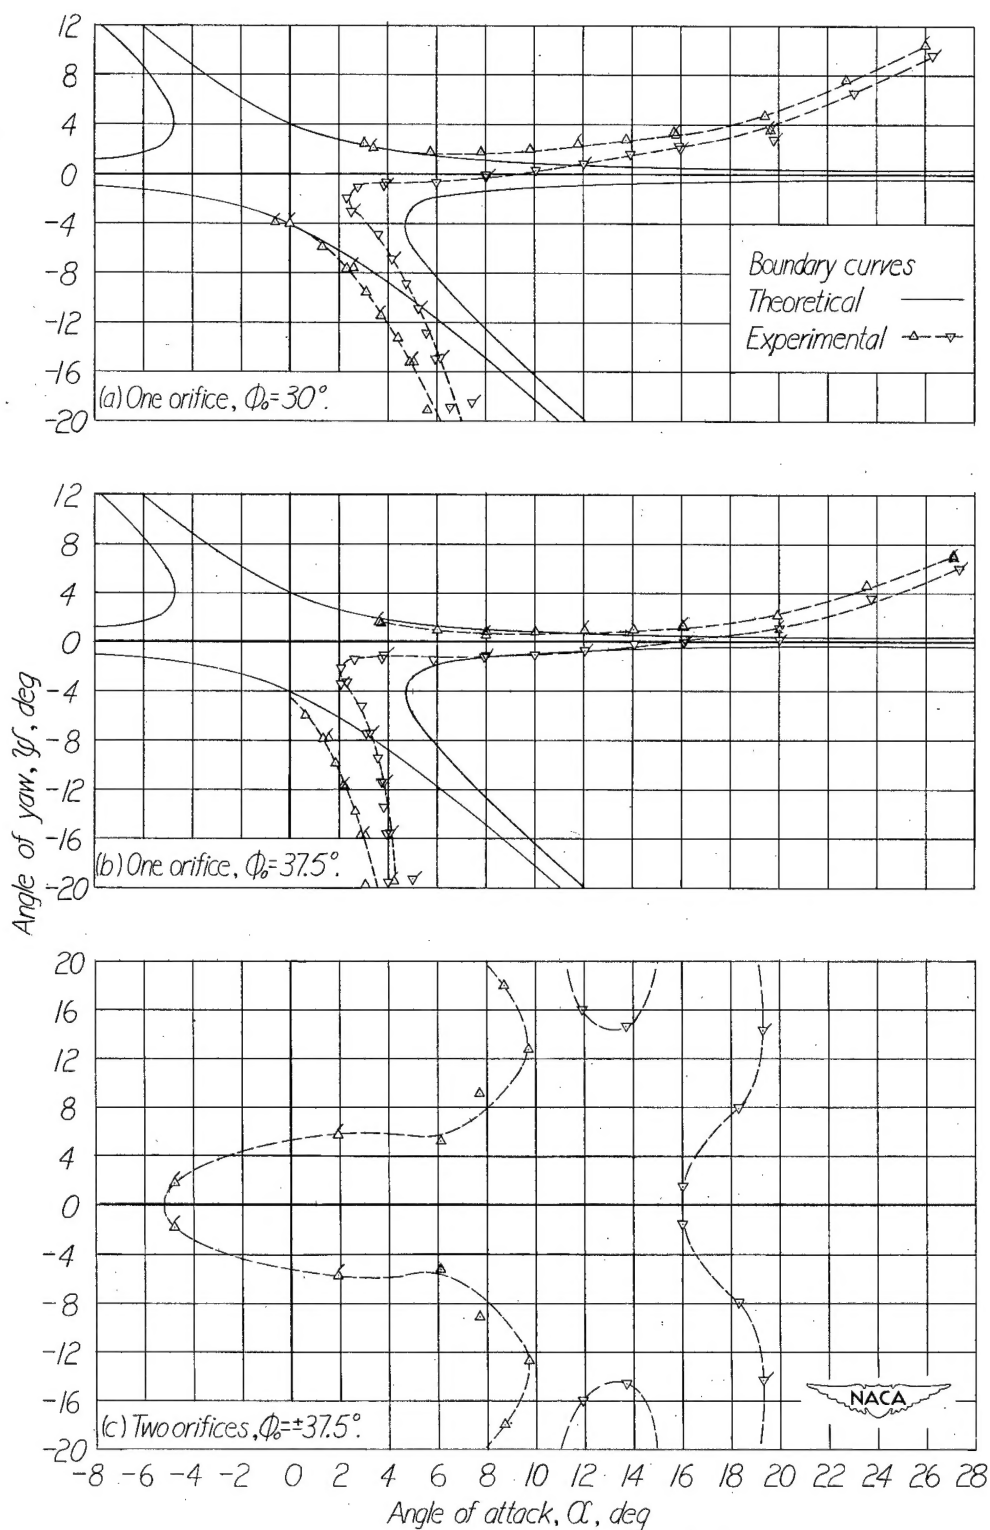 12
8
4
0
-4
-8
-12
-16
-20
Boundary curves
Theoretical
Experimental
(a) One orifice, Φ₀=30°.
12
8
4
0
-4
-8
-12
-16
-20
(b) One orifice, Φ₀=37.5°.
Angle of yaw, Ψ, deg
20
16
12
8
4
0
-4
-8
-12
-16
-20
NACA
(c) Two orifices, Φ₀=±37.5°.
-8 -6 -4 -2 0 2 4 6 8 10 12 14 16 18 20 22 24 26 28
Angle of attack, α, deg